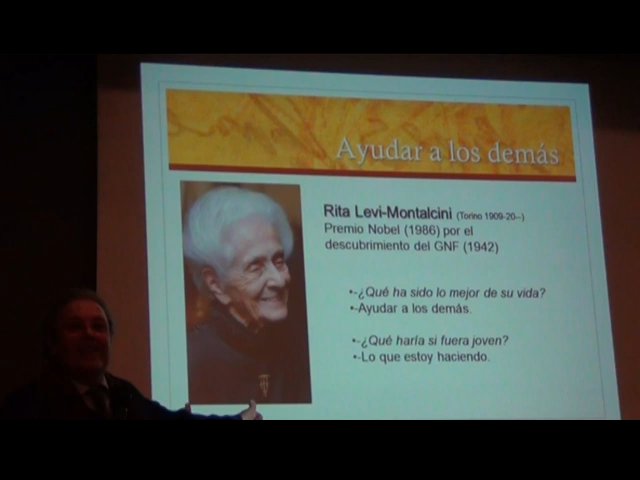 Ayudar a los demás
Rita Levi-Montalcini (Torino 1909-20--)
Premio Nobel (1986) por el
descubrimiento del GNF (1942)
•-¿Qué ha sido lo mejor de su vida?
•-Ayudar a los demás.
•-¿Qué haría si fuera joven?
•-Lo que estoy haciendo.